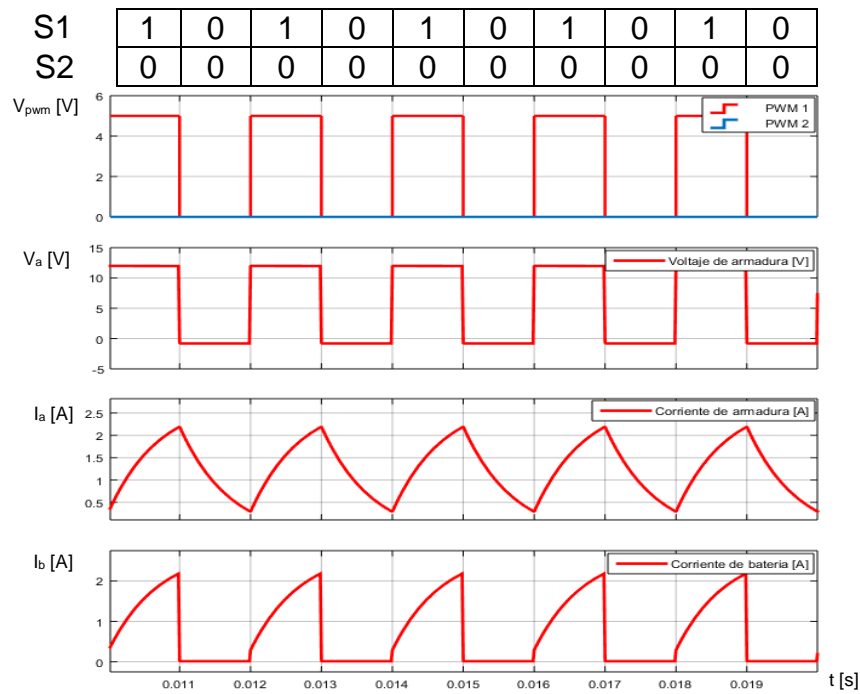 S1 1 0 1 0 1 0 1 0 1 0
S2 0 0 0 0 0 0 0 0 0 0
Vpwm [V]
6
4
2
0
PWM 1
PWM 2
Va [V]
15
10
5
0
-5
Voltaje de armadura [V]
Ia [A]
2.5
2
1.5
1
0.5
Corriente de armadura [A]
Ib [A]
2
1
0
Corriente de bateria [A]
0.011 0.012 0.013 0.014 0.015 0.016 0.017 0.018 0.019
t [s]